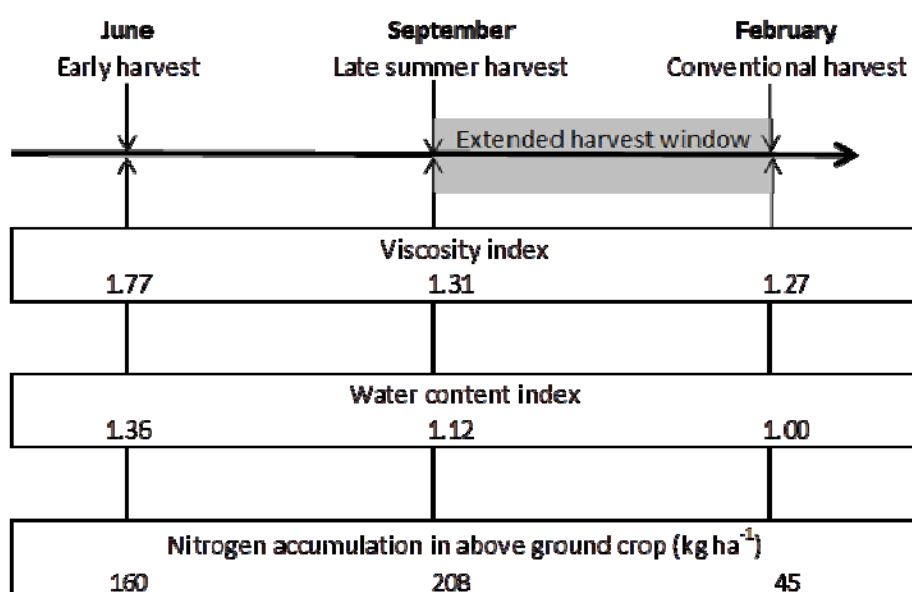 June September February
Early harvest Late summer harvest Conventional harvest
Extended harvest window
Viscosity index
1.77 1.31 1.27
Water content index
1.36 1.12 1.00
Nitrogen accumulation in above ground crop (kg ha⁻¹)
160 208 45